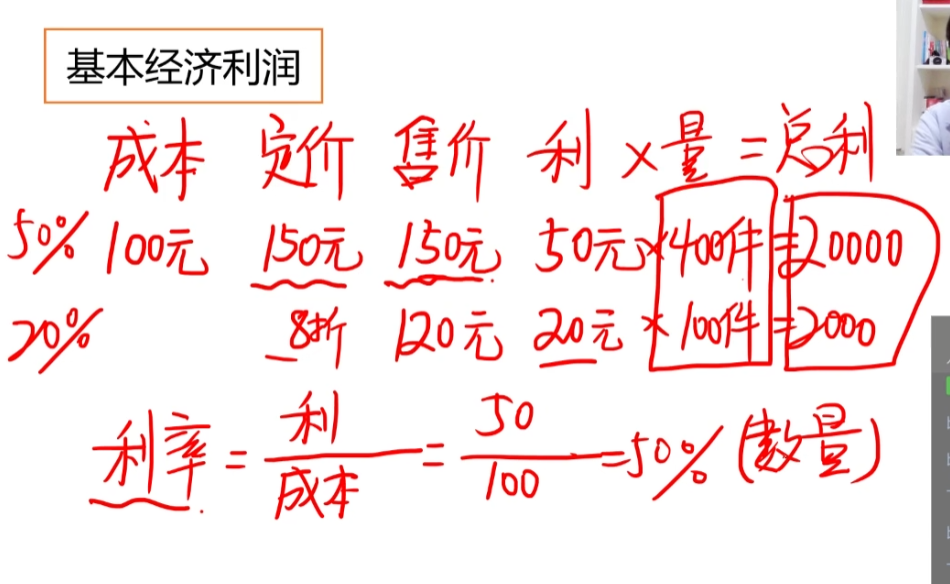 基本经济利润
成本 定价 售价 利 × 量 = 总利
50% 100元 150元 150元 50元 × 400件 = 20000
20% 8折 120元 20元 × 100件 = 2000
利率 = 利/成本 = 50/100 = 50% (数量)